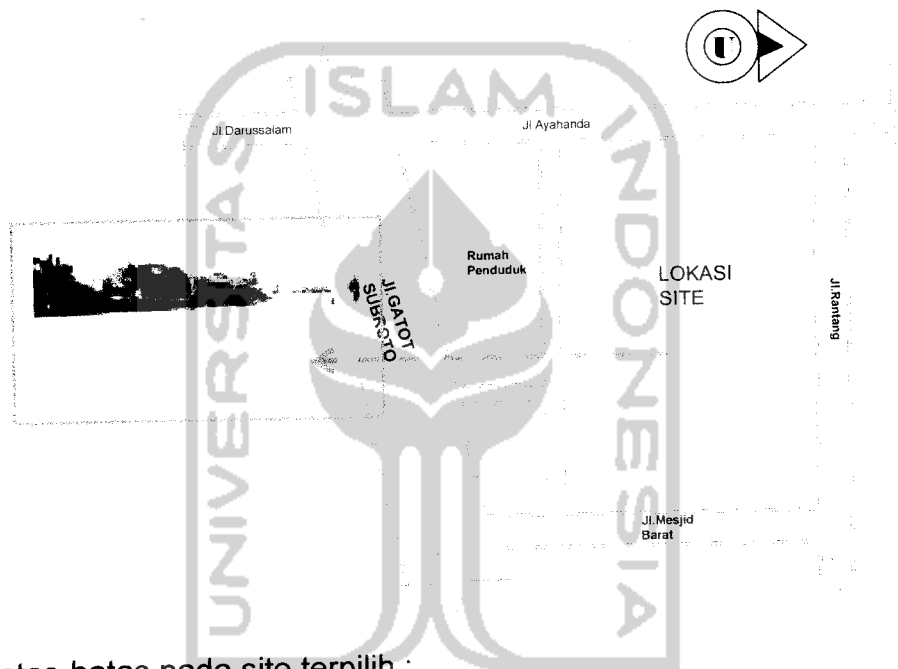 U
ISLAM
Jl.Darussalam
Jl Ayahanda
Rumah
Penduduk
LOKASI
SITE
Jl.GATOT
SUBROTO
Jl.Rantang
UNIVERSITAS
INDONESIA
Jl.Mesjid
Barat
batas pada site terpilih :